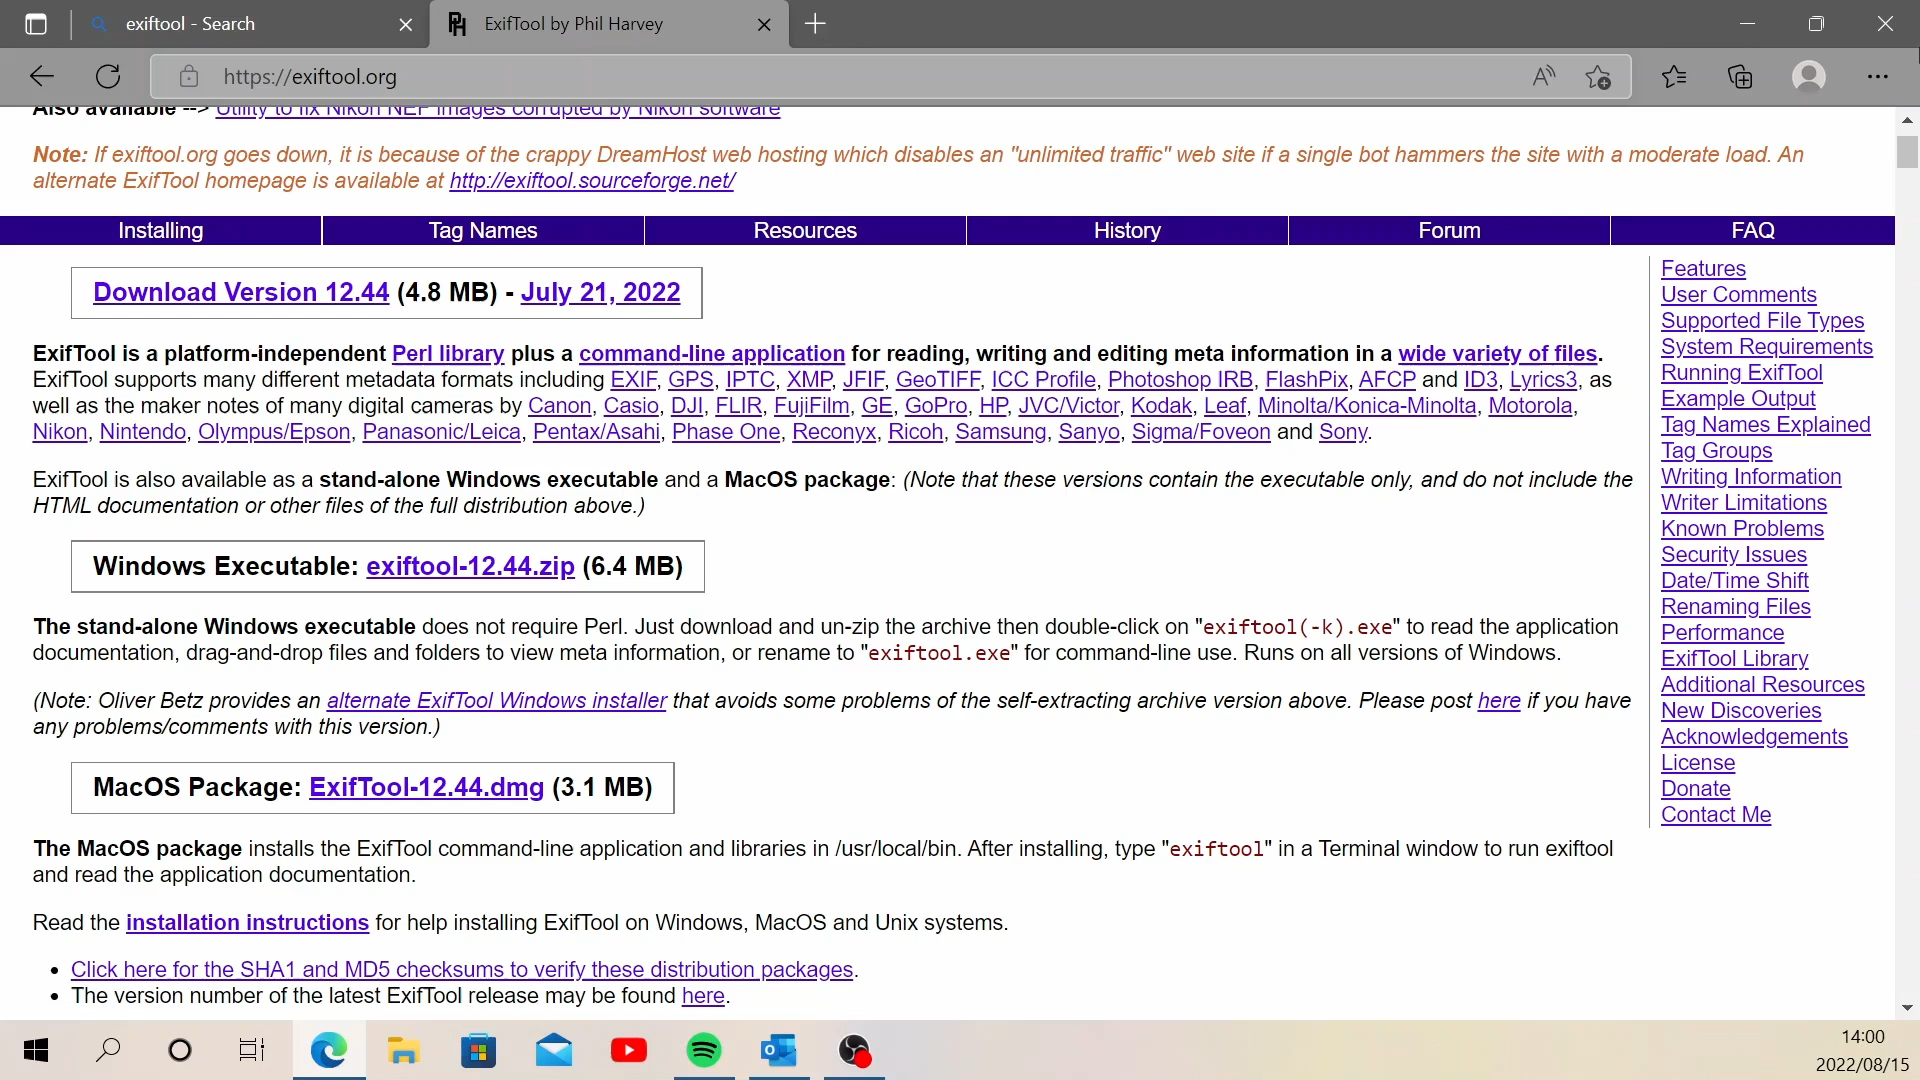 exiftool - Search
ExifTool by Phil Harvey
https://exiftool.org
Also available --> Utility to fix Nikon NEF images corrupted by Nikon software
Note: If exiftool.org goes down, it is because of the crappy DreamHost web hosting which disables an "unlimited traffic" web site if a single bot hammers the site with a moderate load. An
alternate ExifTool homepage is available at http://exiftool.sourceforge.net/
Installing Tag Names Resources History Forum FAQ
Download Version 12.44 (4.8 MB) - July 21, 2022
ExifTool is a platform-independent Perl library plus a command-line application for reading, writing and editing meta information in a wide variety of files.
ExifTool supports many different metadata formats including EXIF, GPS, IPTC, XMP, JFIF, GeoTIFF, ICC Profile, Photoshop IRB, FlashPix, AFCP and ID3, Lyrics3, as
well as the maker notes of many digital cameras by Canon, Casio, DJI, FLIR, FujiFilm, GE, GoPro, HP, JVC/Victor, Kodak, Leaf, Minolta/Konica-Minolta, Motorola,
Nikon, Nintendo, Olympus/Epson, Panasonic/Leica, Pentax/Asahi, Phase One, Reconyx, Ricoh, Samsung, Sanyo, Sigma/Foveon and Sony.
ExifTool is also available as a stand-alone Windows executable and a MacOS package: (Note that these versions contain the executable only, and do not include the
HTML documentation or other files of the full distribution above.)
Windows Executable: exiftool-12.44.zip (6.4 MB)
The stand-alone Windows executable does not require Perl. Just download and un-zip the archive then double-click on "exiftool(-k).exe" to read the application
documentation, drag-and-drop files and folders to view meta information, or rename to "exiftool.exe" for command-line use. Runs on all versions of Windows.
(Note: Oliver Betz provides an alternate ExifTool Windows installer that avoids some problems of the self-extracting archive version above. Please post here if you have
any problems/comments with this version.)
MacOS Package: ExifTool-12.44.dmg (3.1 MB)
The MacOS package installs the ExifTool command-line application and libraries in /usr/local/bin. After installing, type "exiftool" in a Terminal window to run exiftool
and read the application documentation.
Read the installation instructions for help installing ExifTool on Windows, MacOS and Unix systems.
• Click here for the SHA1 and MD5 checksums to verify these distribution packages.
• The version number of the latest ExifTool release may be found here.
Features
User Comments
Supported File Types
System Requirements
Running ExifTool
Example Output
Tag Names Explained
Tag Groups
Writing Information
Writer Limitations
Known Problems
Security Issues
Date/Time Shift
Renaming Files
Performance
ExifTool Library
Additional Resources
New Discoveries
Acknowledgements
License
Donate
Contact Me
14:00
2022/08/15